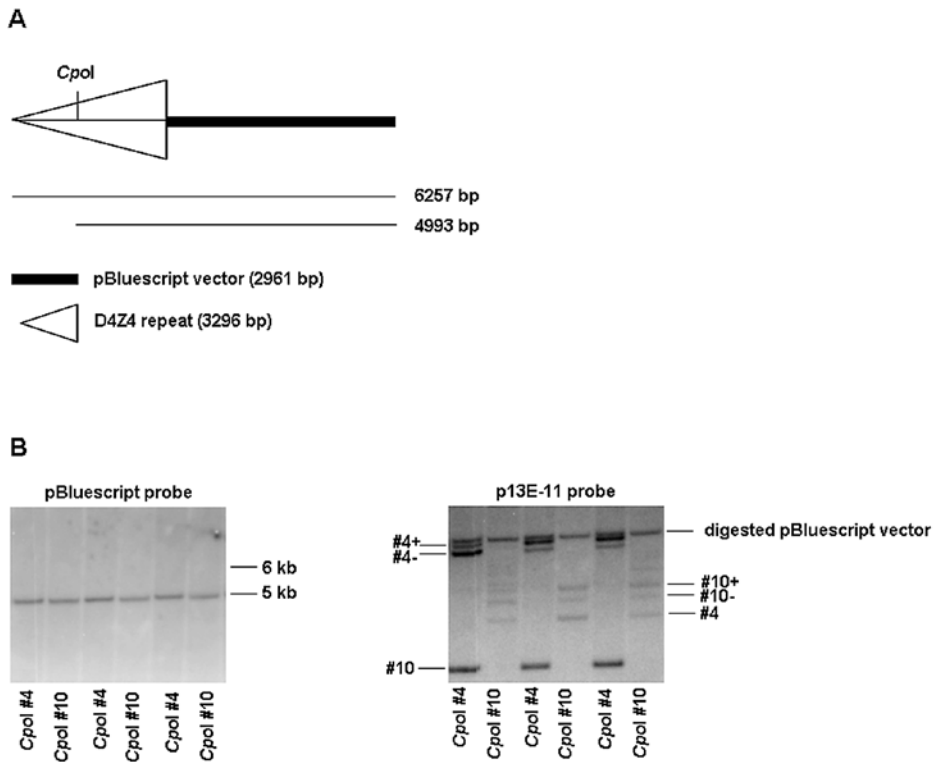 A
CpoI
6257 bp
4993 bp
pBluescript vector (2961 bp)
D4Z4 repeat (3296 bp)
B
pBluescript probe
6 kb
5 kb
CpoI #4
CpoI #10
CpoI #4
CpoI #10
CpoI #4
CpoI #10
p13E-11 probe
digested pBluescript vector
#4+
#4-
#10+
#10-
#4
#10
CpoI #4
CpoI #10
CpoI #4
CpoI #10
CpoI #4
CpoI #10